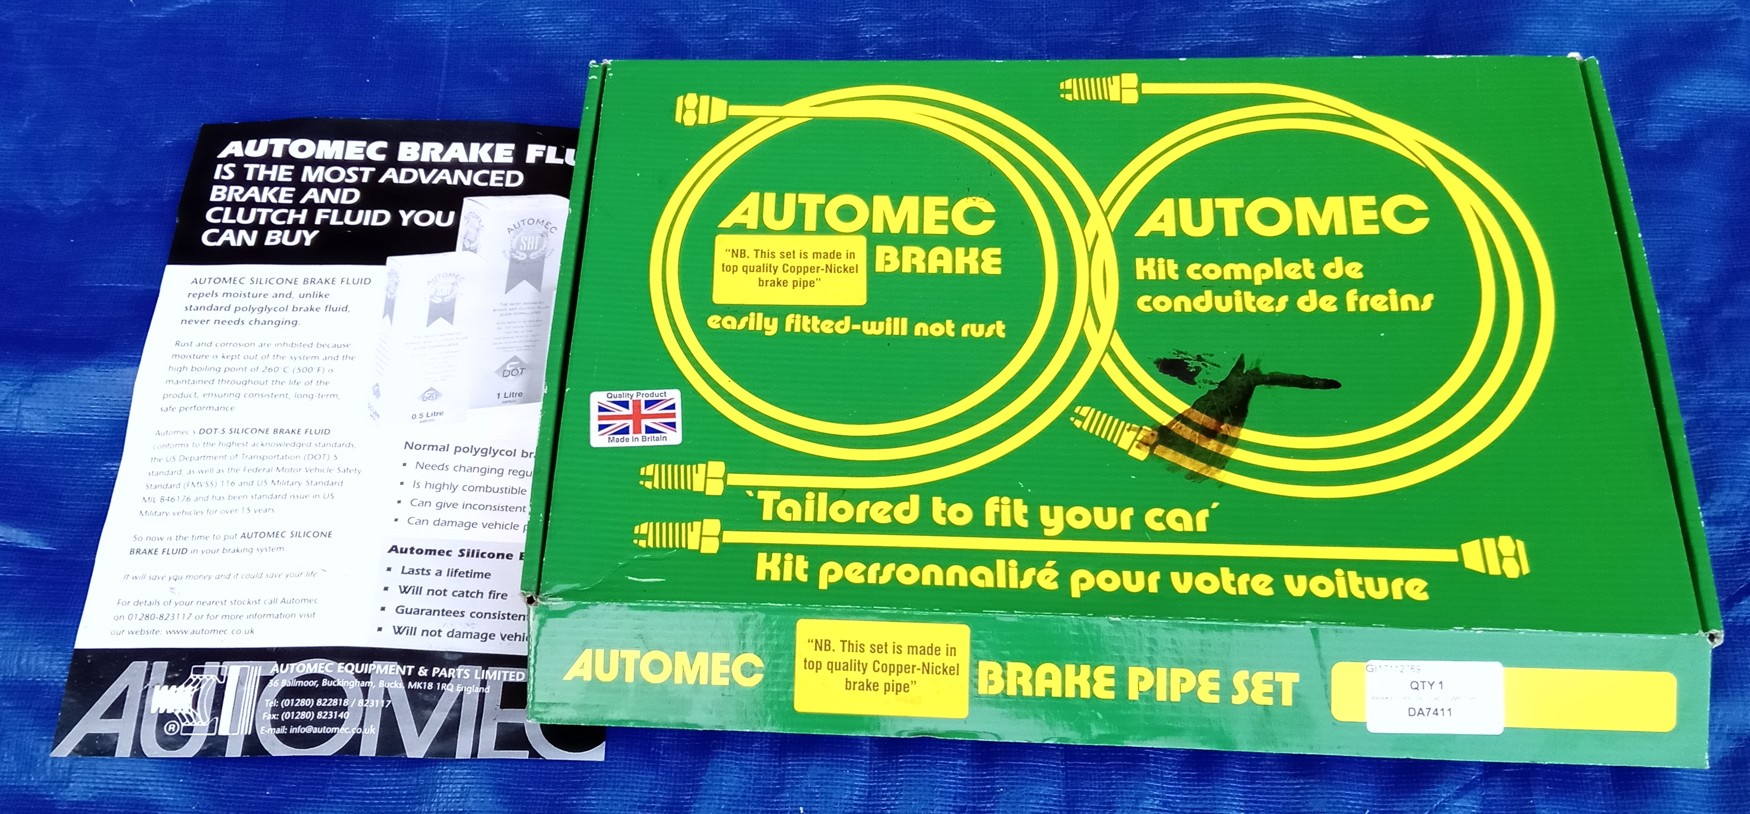 AUTOMEC BRAKE FLU
IS THE MOST ADVANCED
BRAKE AND
CLUTCH FLUID YOU
CAN BUY
AUTOMEC SILICONE BRAKE FLUID
repels moisture and, unlike
standard polyglycol brake fluid,
never needs changing.
Rust and corrosion are inhibited because
moisture is kept out of the system and the
high boiling point of 260°C (500°F) is
maintained throughout the life of the
product, ensuring consistent, long-term,
safe performance.
Automec's DOT-5 SILICONE BRAKE FLUID
conforms to the highest acknowledged standards,
the US Department of Transportation (DOT) 5
standard, as well as the Federal Motor Vehicle Safety
Standard (FMVSS) 116 and US Military Standard
MIL B46176 and has been standard issue in US
Military vehicles for over 15 years.
So now is the time to put AUTOMEC SILICONE
BRAKE FLUID in your braking system.
It will save you money and it could save your life.
For details of your nearest stockist call Automec
on 01280-823117 or for more information visit
our website: www.automec.co.uk
AUTOMEC
DOT
0.5 Litre
1 Litre
Normal polyglycol br
▪ Needs changing regu
▪ Is highly combustible
▪ Can give inconsistent
▪ Can damage vehicle p
Automec Silicone B
▪ Lasts a lifetime
▪ Will not catch fire
▪ Guarantees consisten
▪ Will not damage vehic
AUTOMEC
AUTOMEC EQUIPMENT & PARTS LIMITED
36 Ballmoor, Buckingham, Bucks. MK18 1RQ England
Tel: (01280) 822818 / 823117
Fax: (01280) 823140
E-mail: info@automec.co.uk
®
AUTOMEC
"NB. This set is made in
top quality Copper-Nickel
brake pipe"
BRAKE
easily fitted-will not rust
AUTOMEC
Kit complet de
conduites de freins
Quality Product
Made in Britain
'Tailored to fit your car'
Kit personnalisé pour votre voiture
AUTOMEC
"NB. This set is made in
top quality Copper-Nickel
brake pipe"
BRAKE PIPE SET
QTY 1
DA7411